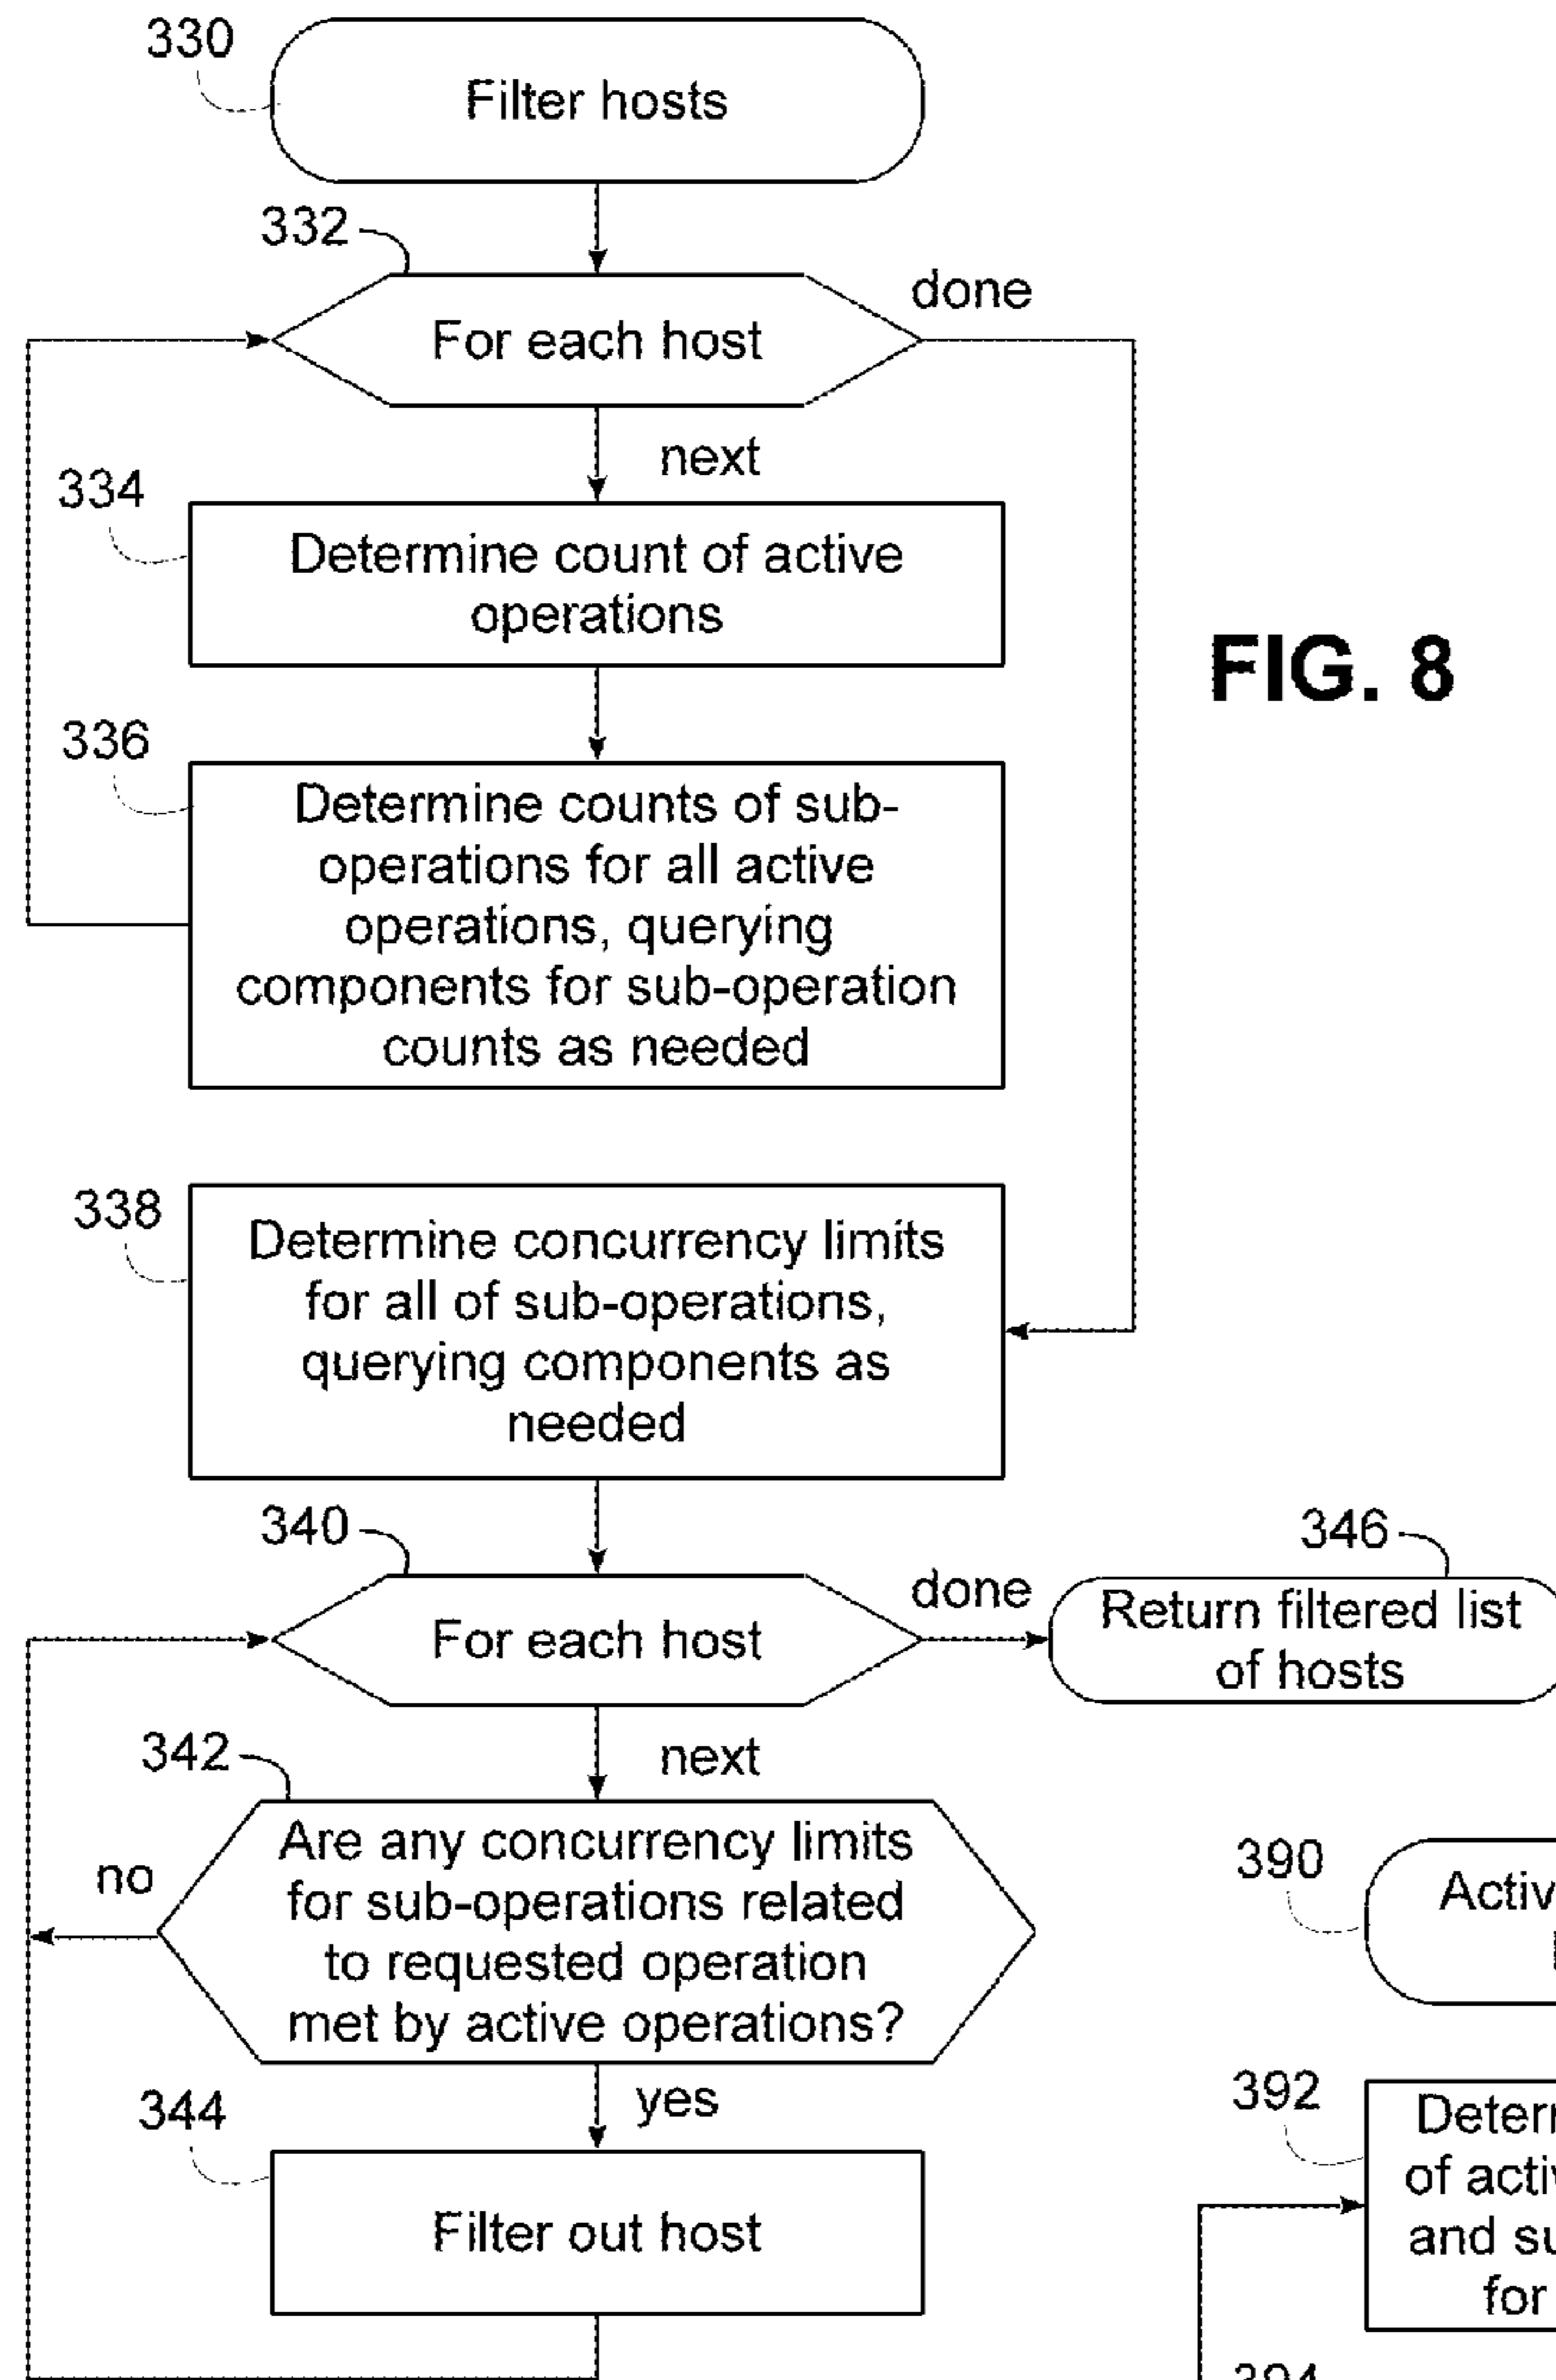 330
Filter hosts
332
For each host
done
next
334
Determine count of active
operations
FIG. 8
336
Determine counts of sub-
operations for all active
operations, querying
components for sub-operation
counts as needed
338
Determine concurrency limits
for all of sub-operations,
querying components as
needed
340
For each host
done
346
Return filtered list
of hosts
next
342
Are any concurrency limits
for sub-operations related
to requested operation
met by active operations?
no
yes
344
Filter out host
390
392
of
and
for
394